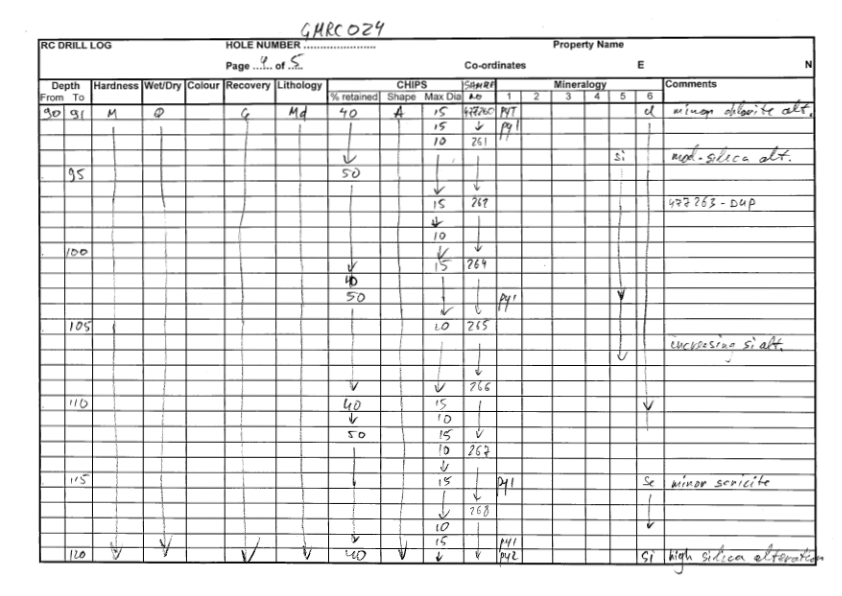 GMRC024
RC DRILL LOG HOLE NUMBER ........................ Property Name
Page ..4.. of .5.. Co-ordinates E N
Depth Hardness Wet/Dry Colour Recovery Lithology CHIPS SAMPLE Mineralogy Comments
From To % retained Shape Max Dia NO 1 2 3 4 5 6
90 91 M D G Md 40 A 15 477260 cl minor chlorite alt.
15 py1
10 261
si mod-silica alt.
95 50
15 262 477263-DUP
10
100
15 264
40
50 py1
105 10 265
increasing si alt.
266
110 40 15
10
50 15
10 267
115 15 py1 Se minor sericite
268
10
15 py1
120 40 py2 Si high silica alteration